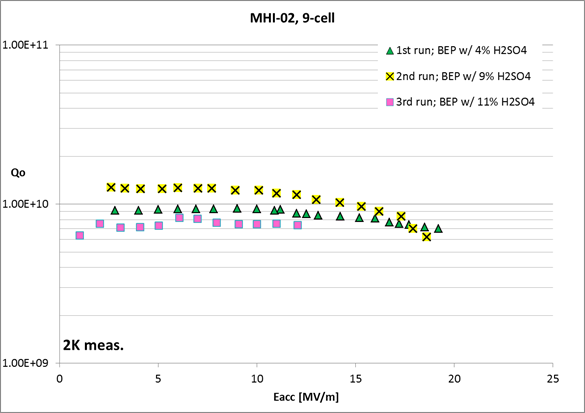 MHI-02, 9-cell
1.00E+11
1st run; BEP w/ 4% H2SO4
2nd run; BEP w/ 9% H2SO4
3rd run; BEP w/ 11% H2SO4
Qo
1.00E+10
2K meas.
1.00E+09
0 5 10 15 20 25
Eacc [MV/m]